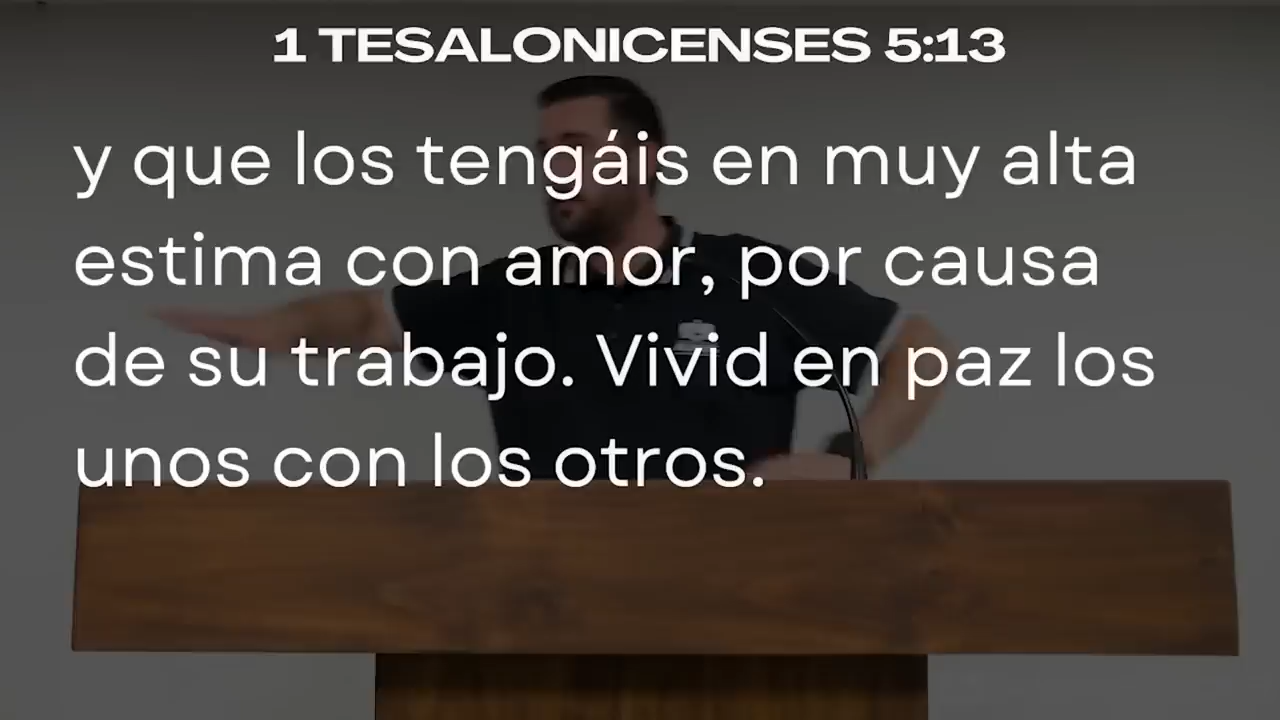 1 TESALONICENSES 5:13
y que los tengáis en muy alta
estima con amor, por causa
de su trabajo. Vivid en paz los
unos con los otros.